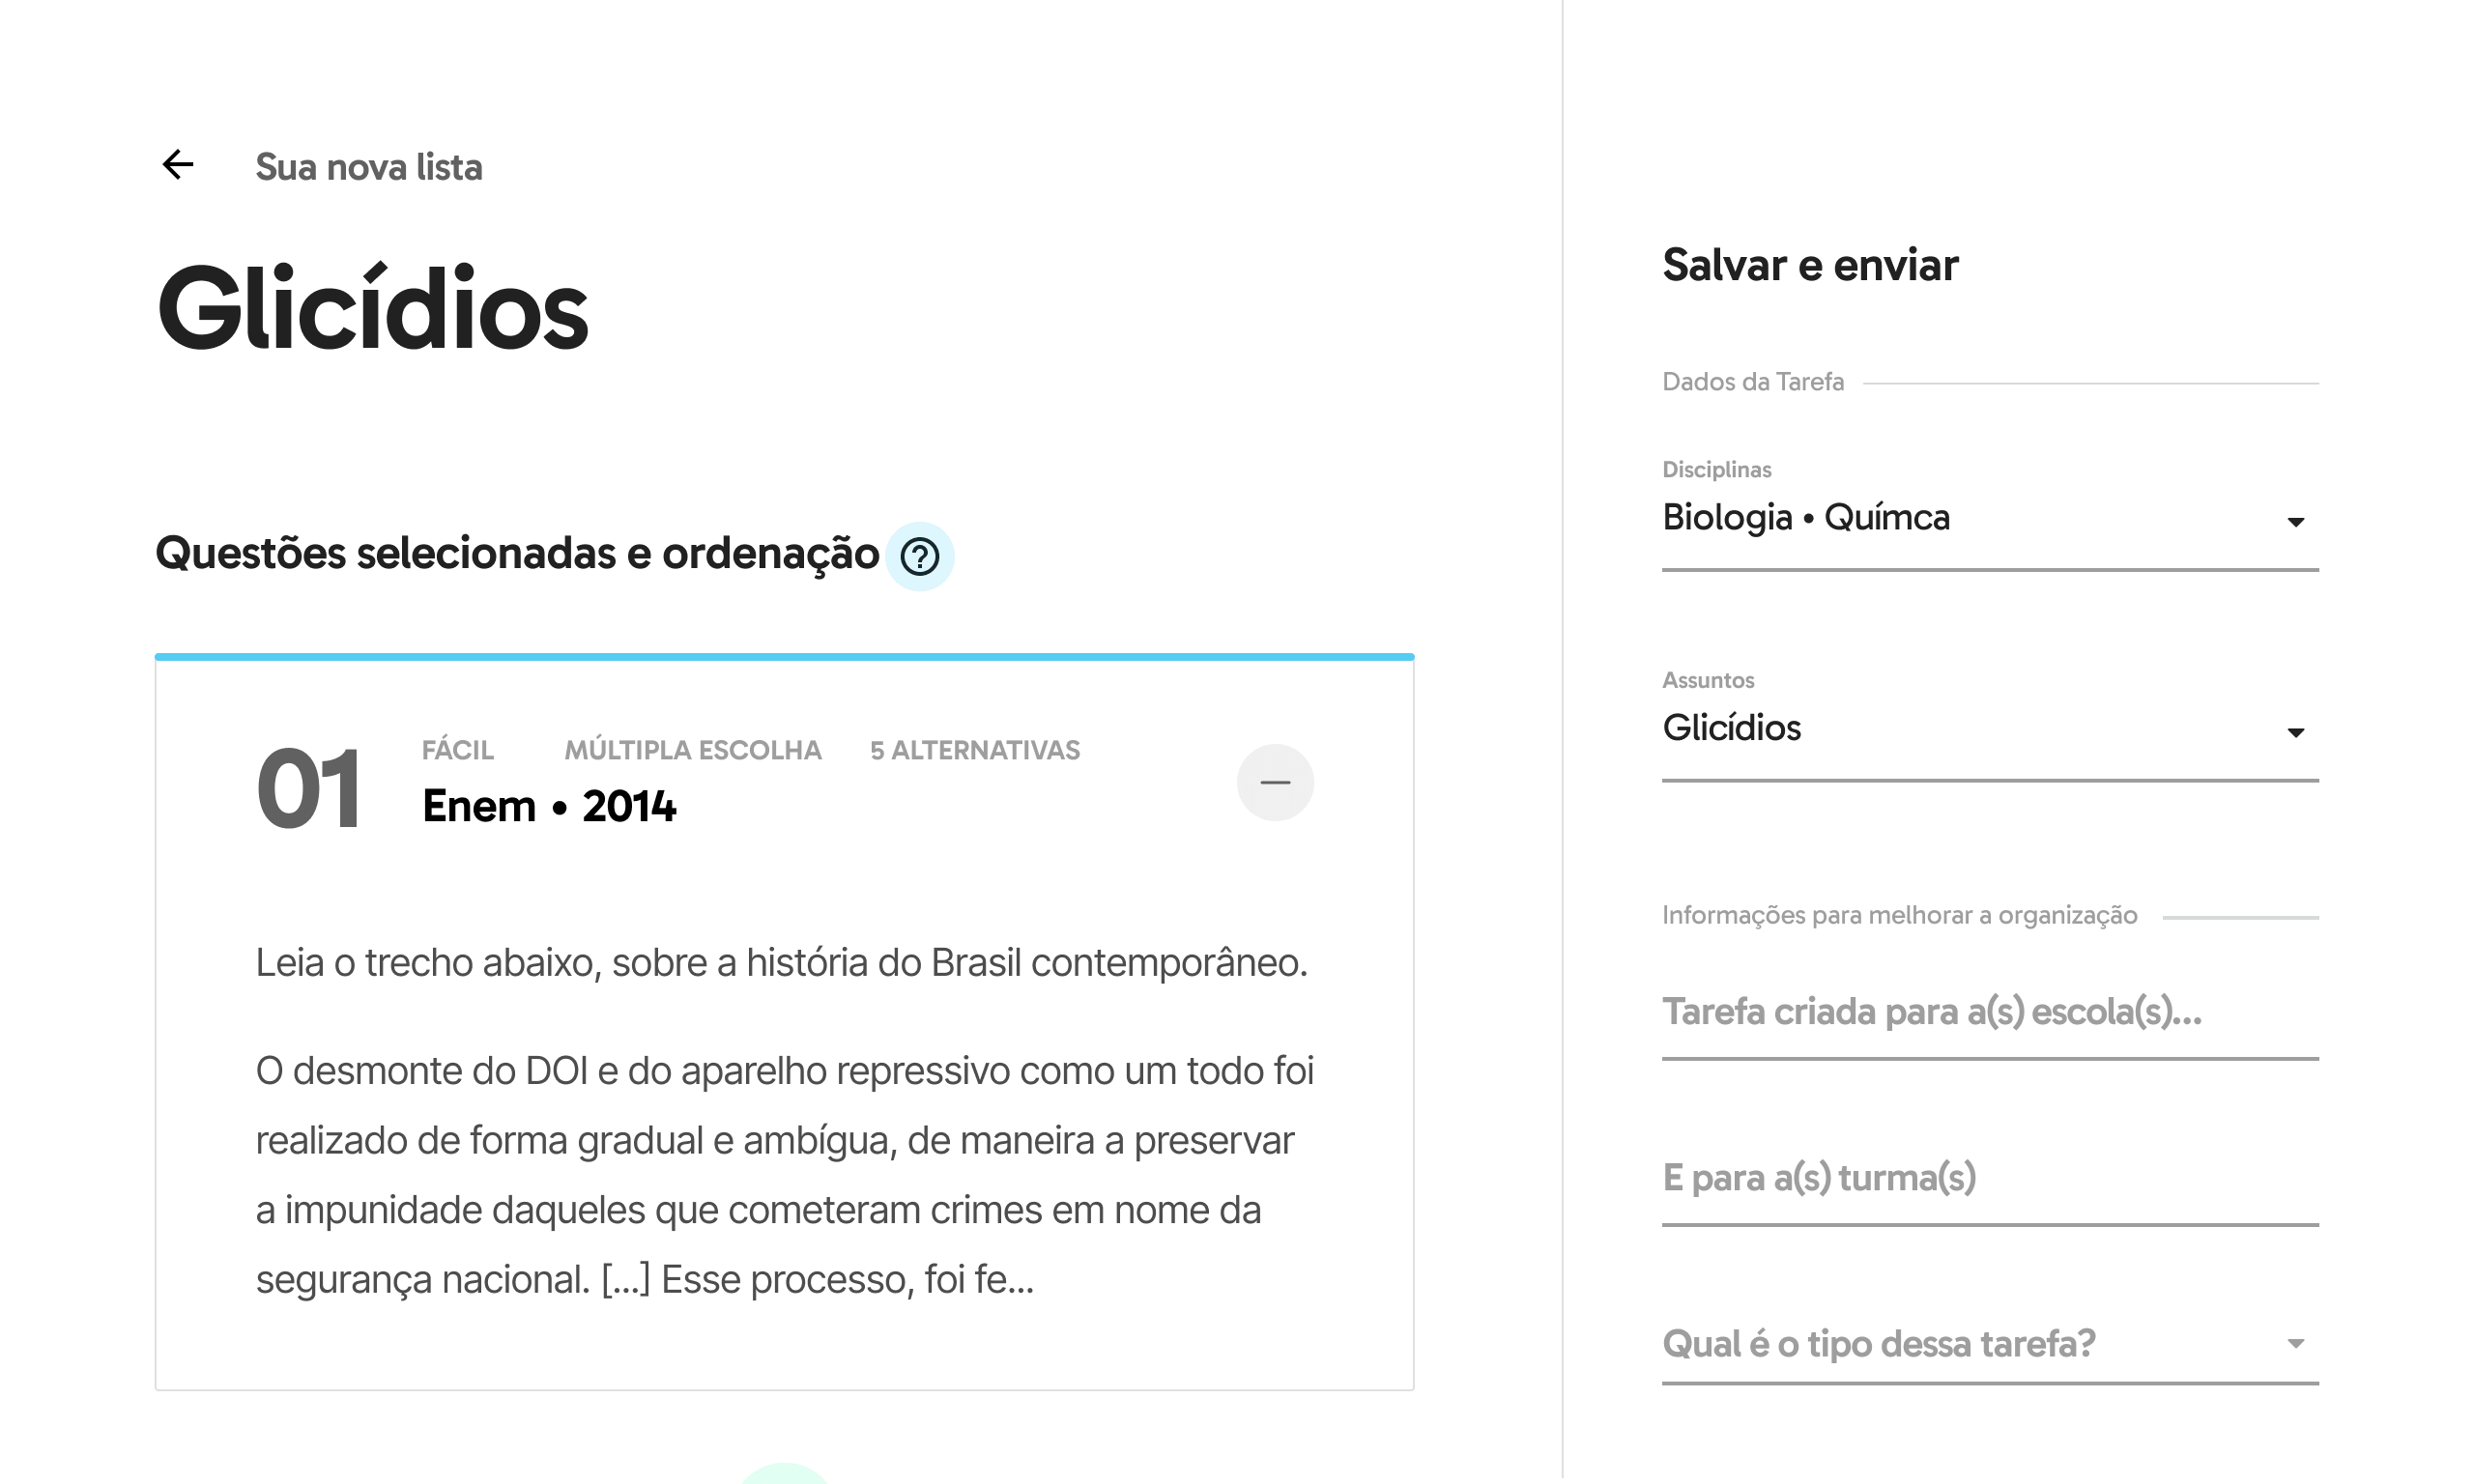 Sua nova lista
Glicídios
Questões selecionadas e ordenação
01
FÁCIL MÚLTIPLA ESCOLHA 5 ALTERNATIVAS
Enem • 2014
Leia o trecho abaixo, sobre a história do Brasil contemporâneo.
O desmonte do DOI e do aparelho repressivo como um todo foi
realizado de forma gradual e ambígua, de maneira a preservar
a impunidade daqueles que cometeram crimes em nome da
segurança nacional. [...] Esse processo, foi fe...
Salvar e enviar
Dados da Tarefa
Disciplinas
Biologia • Químca
Assuntos
Glicídios
Informações para melhorar a organização
Tarefa criada para a(s) escola(s)...
E para a(s) turma(s)
Qual é o tipo dessa tarefa?